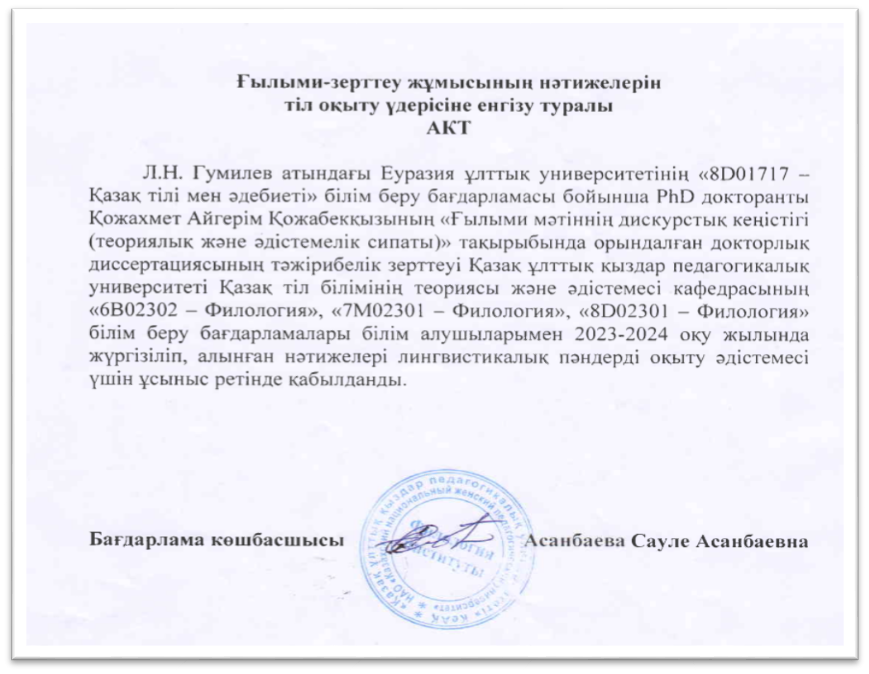 Ғылыми-зерттеу жұмысының нәтижелерін
тіл оқыту үдерісіне енгізу туралы
АКТ
Л.Н. Гумилев атындағы Еуразия ұлттық университетінің «8D01717 –
Қазақ тілі мен әдебиеті» білім беру бағдарламасы бойынша PhD докторанты
Қожахмет Айгерім Қожабекқызының «Ғылыми мәтіннің дискурстық кеңістігі
(теориялық және әдістемелік сипаты)» тақырыбында орындалған докторлық
диссертациясының тәжірибелік зерттеуі Қазақ ұлттық қыздар педагогикалық
университеті Қазақ тіл білімінің теориясы және әдістемесі кафедрасының
«6В02302 – Филология», «7М02301 – Филология», «8D02301 – Филология»
білім беру бағдарламалары білім алушыларымен 2023-2024 оқу жылында
жүргізіліп, алынған нәтижелері лингвистикалық пәндерді оқыту әдістемесі
үшін ұсыныс ретінде қабылданды.
Бағдарлама көшбасшысы Асанбаева Сауле Асанбаевна
Филология
институты